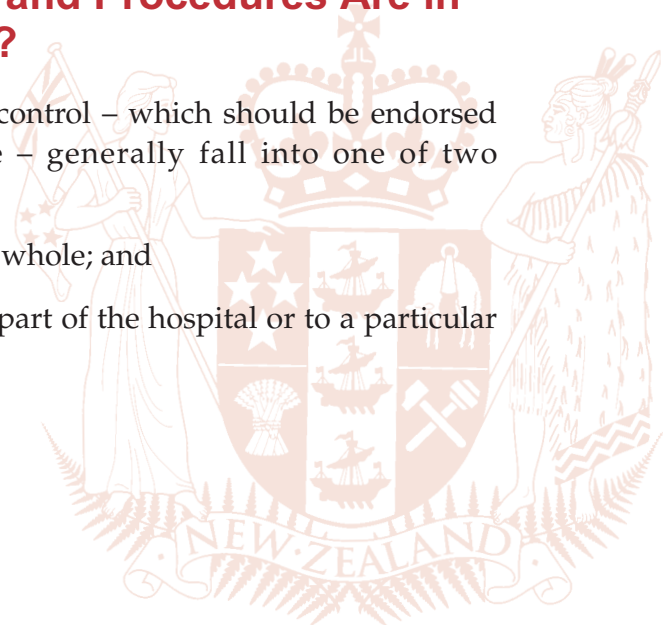 and Procedures Are in
?
control – which should be endorsed
e – generally fall into one of two
whole; and
part of the hospital or to a particular
NEW·ZEALAND